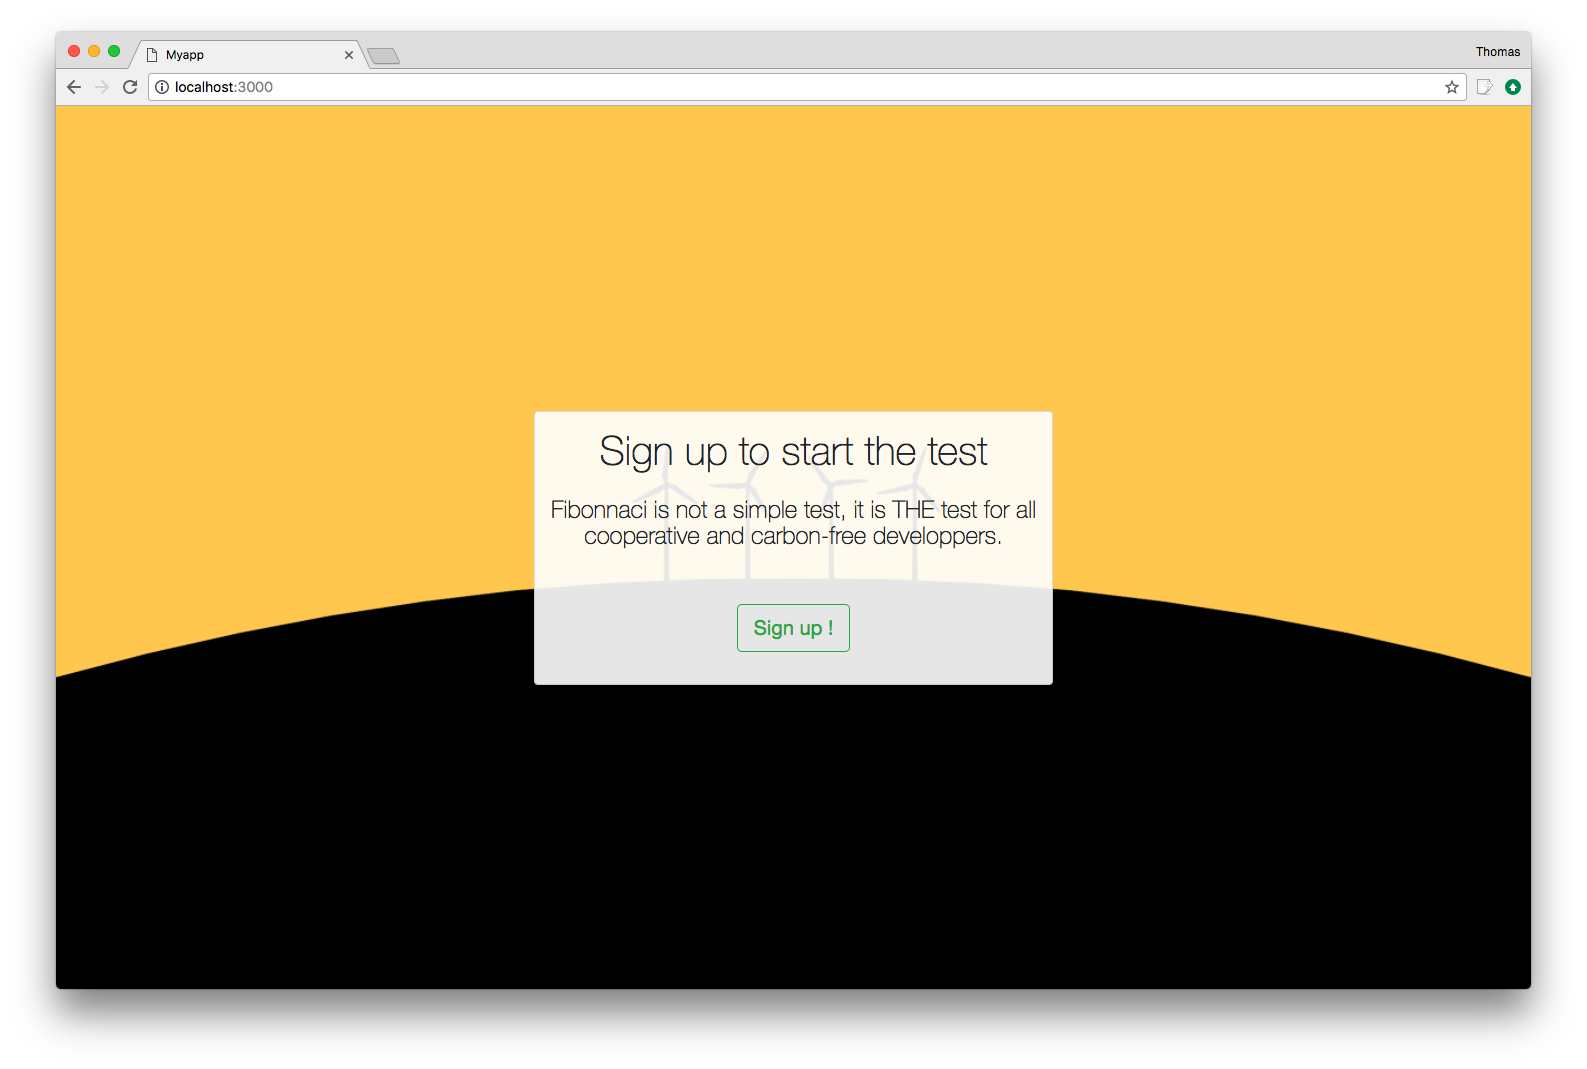 Myapp
Thomas
localhost:3000
Sign up to start the test
Fibonnaci is not a simple test, it is THE test for all
cooperative and carbon-free developpers.
Sign up !